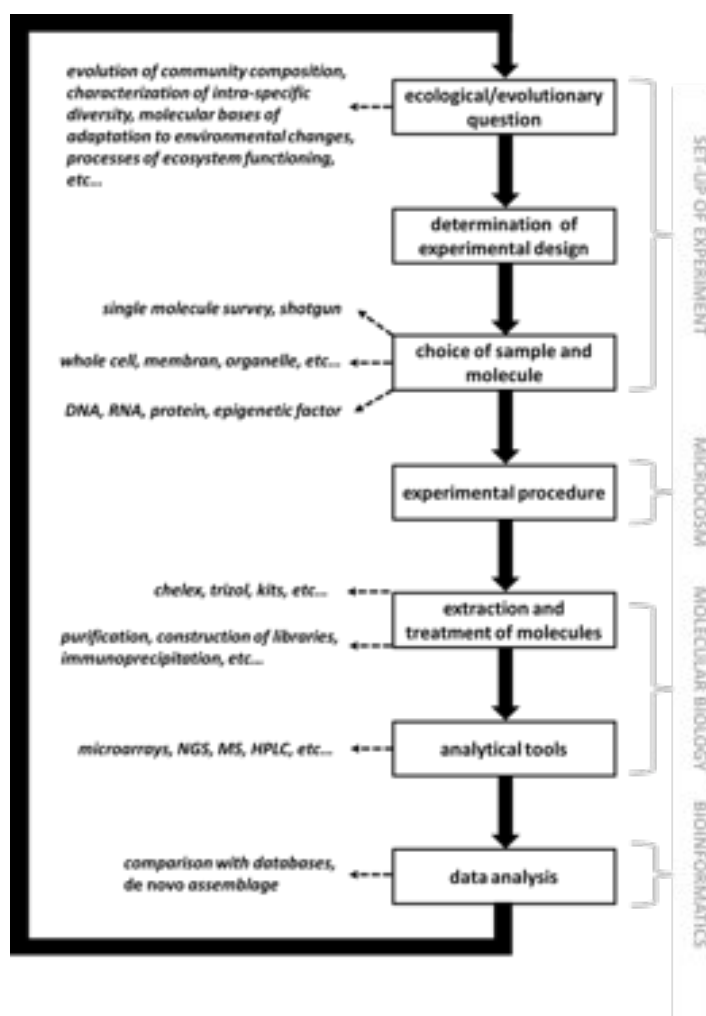 evolution of community composition,
characterization of intra-specific
diversity, molecular bases of
adaptation to environmental changes,
processes of ecosystem functioning,
etc...
ecological/evolutionary
question
determination of
experimental design
single molecule survey, shotgun
whole cell, membran, organelle, etc...
DNA, RNA, protein, epigenetic factor
choice of sample and
molecule
SET-UP OF EXPERIMENT
experimental procedure
MICROCOSM
chelex, trizol, kits, etc...
purification, construction of libraries,
immunoprecipitation, etc...
extraction and
treatment of molecules
microarrays, NGS, MS, HPLC, etc...
analytical tools
MOLECULAR BIOLOGY
comparison with databases,
de novo assemblage
data analysis
BIOINFORMATICS